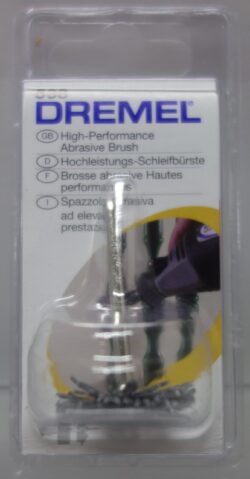 DREMEL
GB High-Performance
Abrasive Brush
D Hochleistungs-Schleifbürste
F Brosse abrasive Hautes
performances
I Spazzola abrasiva
ad elevate
prestazioni